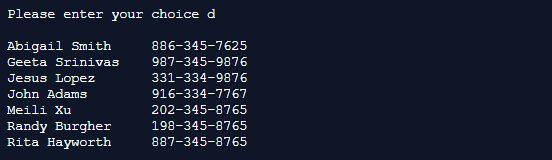 Please enter your choice d
Abigail Smith 886-345-7625
Geeta Srinivas 987-345-9876
Jesus Lopez 331-334-9876
John Adams 916-334-7767
Meili Xu 202-345-8765
Randy Burgher 198-345-8765
Rita Hayworth 887-345-8765